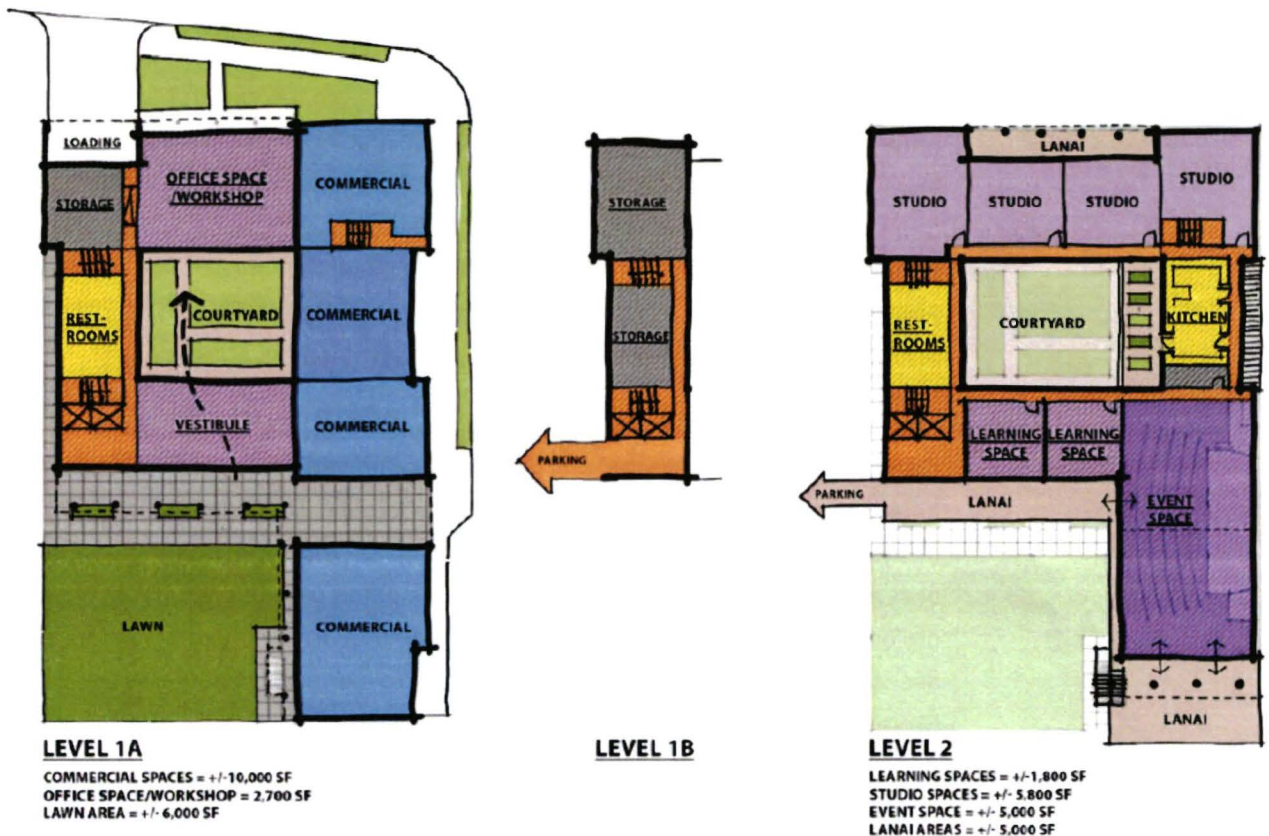 LOADING
OFFICE SPACE
/WORKSHOP
COMMERCIAL
STORAGE
REST-
ROOMS
COURTYARD
COMMERCIAL
VESTIBULE
COMMERCIAL
LAWN
COMMERCIAL
LEVEL 1A
COMMERCIAL SPACES = +/-10,000 SF
OFFICE SPACE/WORKSHOP = 2,700 SF
LAWN AREA = +/- 6,000 SF
STORAGE
STORAGE
PARKING
LEVEL 1B
LANAI
STUDIO
STUDIO
STUDIO
STUDIO
REST-
ROOMS
COURTYARD
KITCHEN
LEARNING
SPACE
LEARNING
SPACE
PARKING
LANAI
EVENT
SPACE
LANAI
LEVEL 2
LEARNING SPACES = +/-1,800 SF
STUDIO SPACES = +/- 5,800 SF
EVENT SPACE = +/- 5,000 SF
LANAI AREAS = +/- 5,000 SF